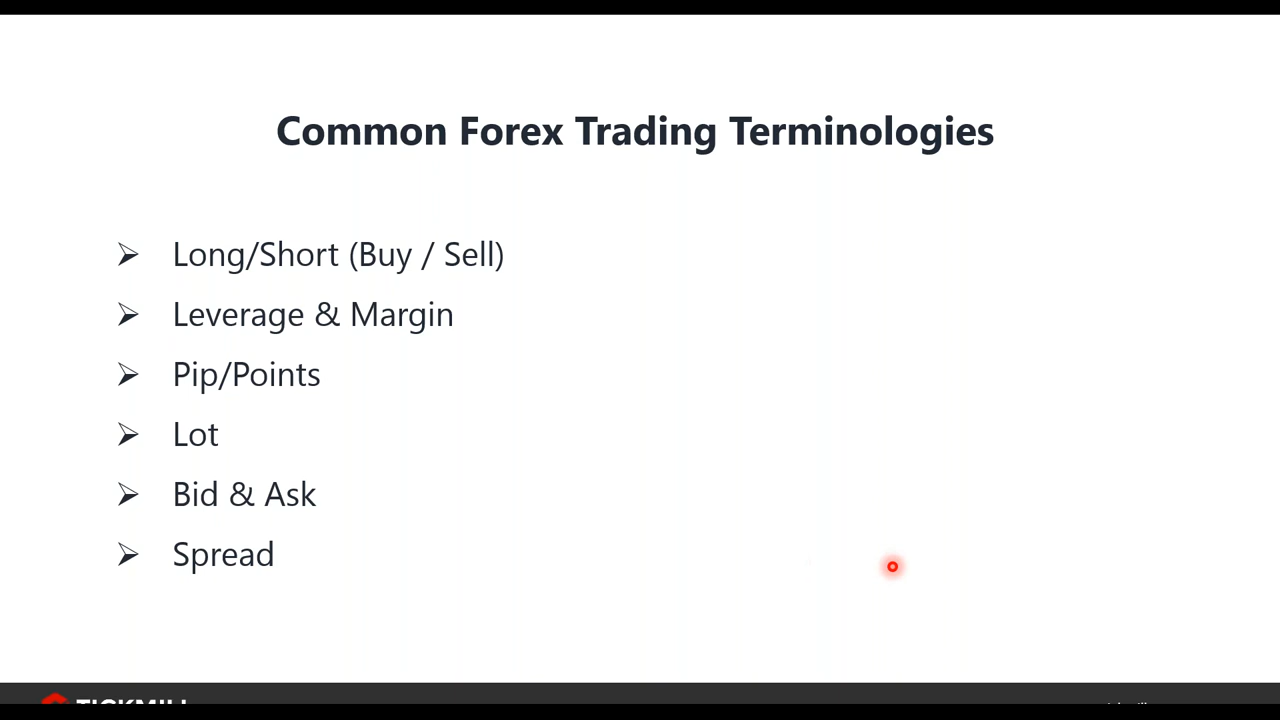 Common Forex Trading Terminologies
Long/Short (Buy / Sell)
Leverage & Margin
Pip/Points
Lot
Bid & Ask
Spread
TICKMILL